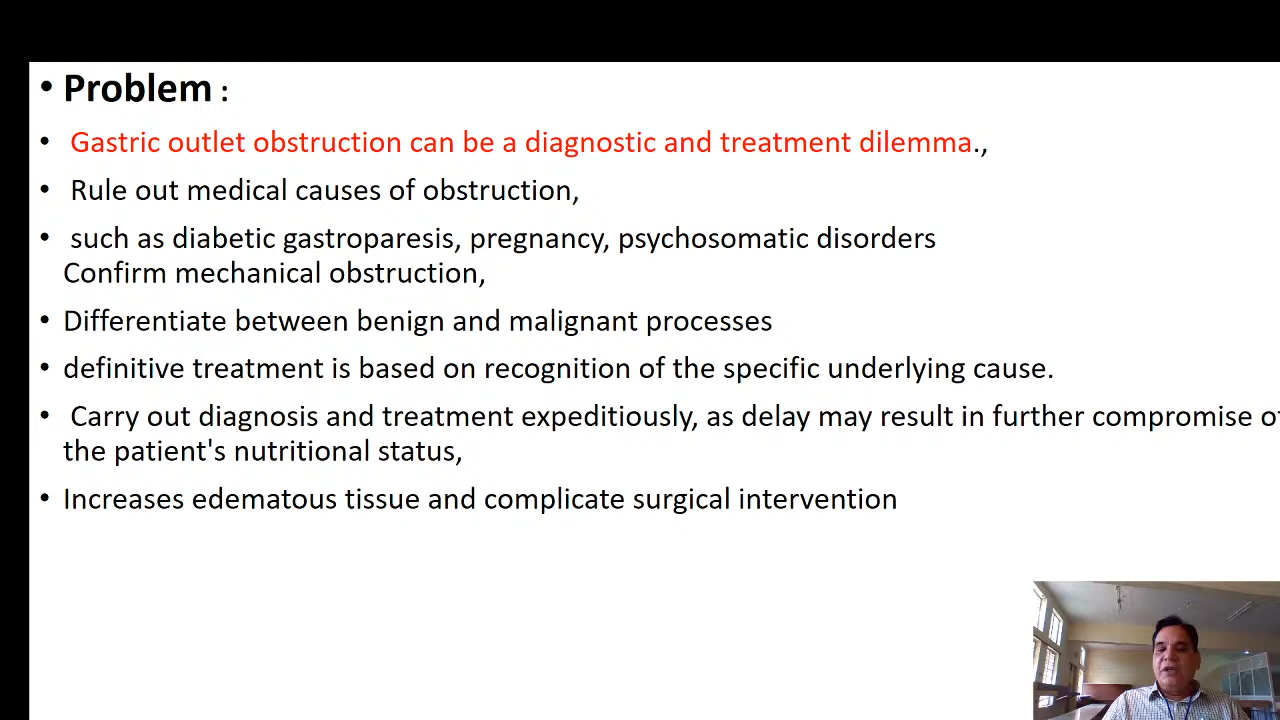 • Problem :
• Gastric outlet obstruction can be a diagnostic and treatment dilemma.,
• Rule out medical causes of obstruction,
• such as diabetic gastroparesis, pregnancy, psychosomatic disorders
Confirm mechanical obstruction,
• Differentiate between benign and malignant processes
• definitive treatment is based on recognition of the specific underlying cause.
• Carry out diagnosis and treatment expeditiously, as delay may result in further compromise of
the patient's nutritional status,
• Increases edematous tissue and complicate surgical intervention